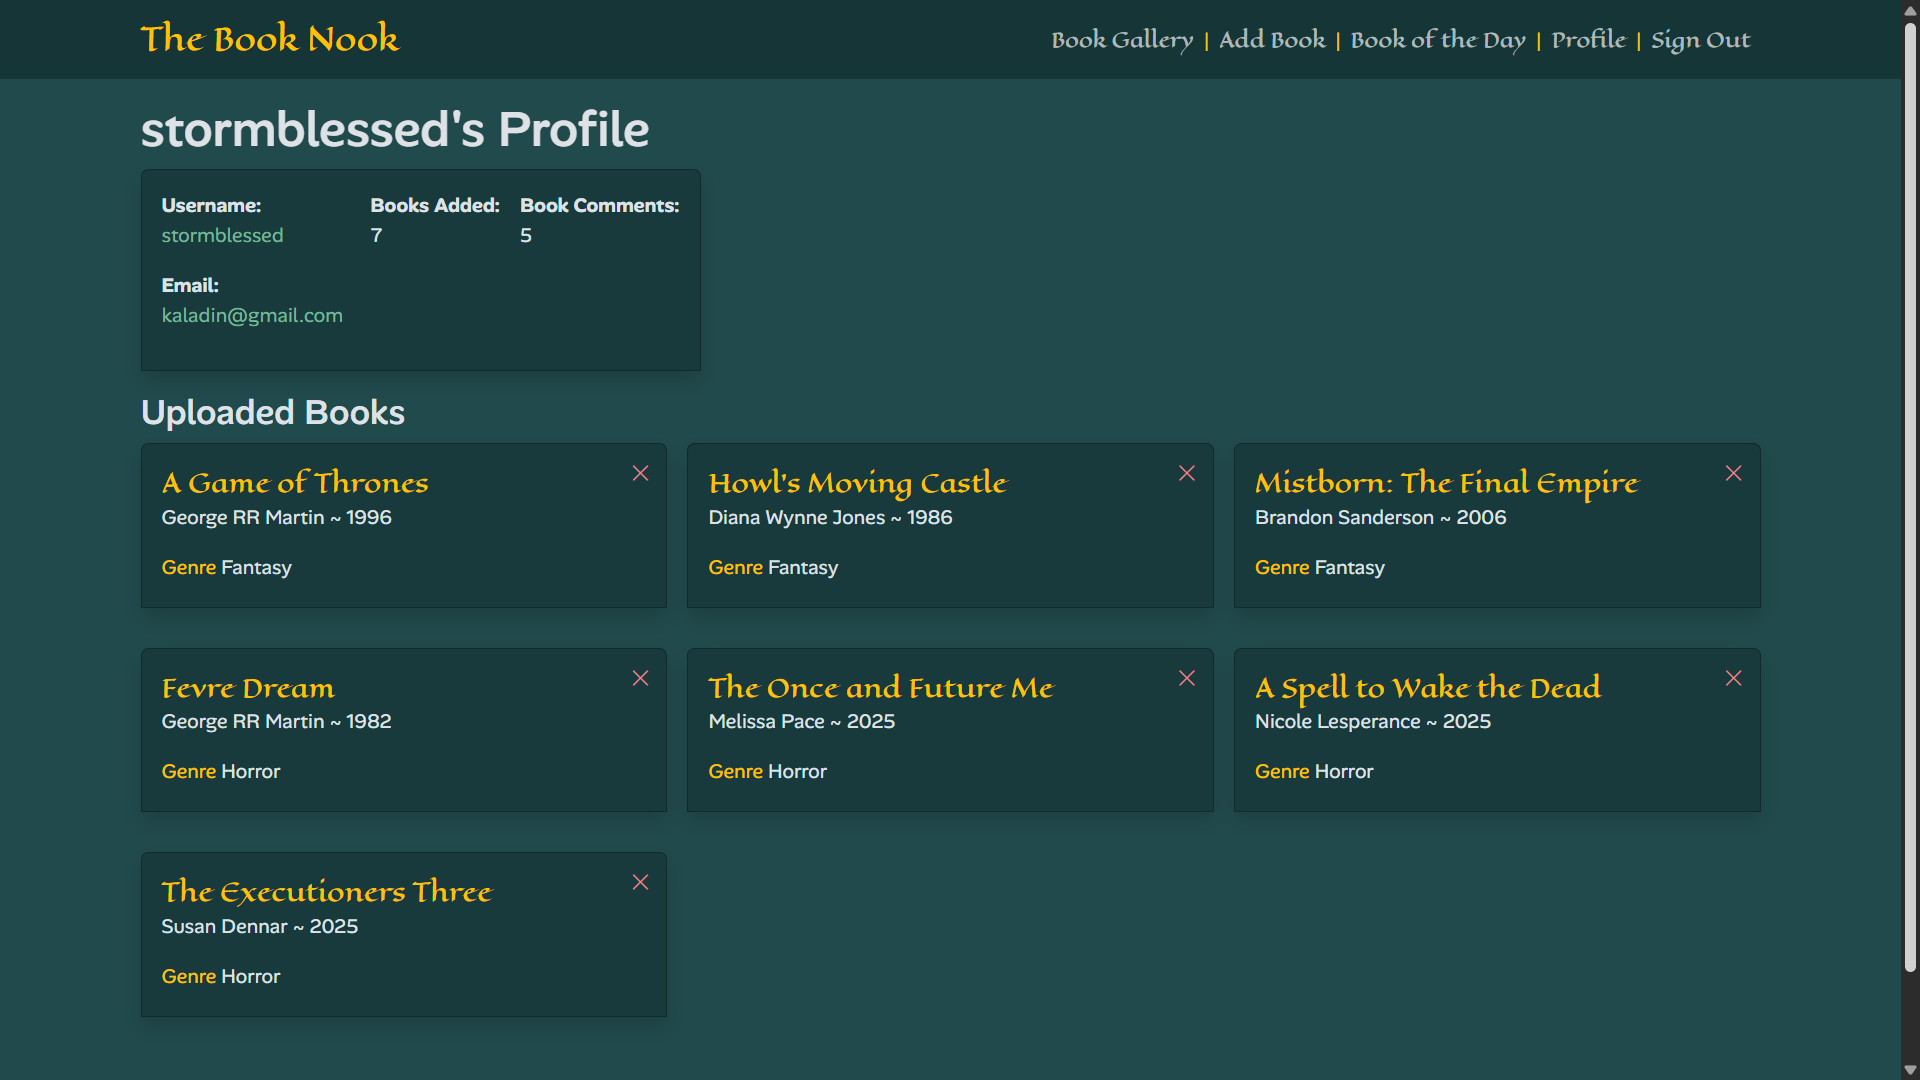 The Book Nook
Book Gallery | Add Book | Book of the Day | Profile | Sign Out
stormblessed's Profile
Username:
stormblessed
Books Added:
7
Book Comments:
5
Email:
kaladin@gmail.com
Uploaded Books
A Game of Thrones
George RR Martin ~ 1996
Genre Fantasy
Howl's Moving Castle
Diana Wynne Jones ~ 1986
Genre Fantasy
Mistborn: The Final Empire
Brandon Sanderson ~ 2006
Genre Fantasy
Fevre Dream
George RR Martin ~ 1982
Genre Horror
The Once and Future Me
Melissa Pace ~ 2025
Genre Horror
A Spell to Wake the Dead
Nicole Lesperance ~ 2025
Genre Horror
The Executioners Three
Susan Dennar ~ 2025
Genre Horror